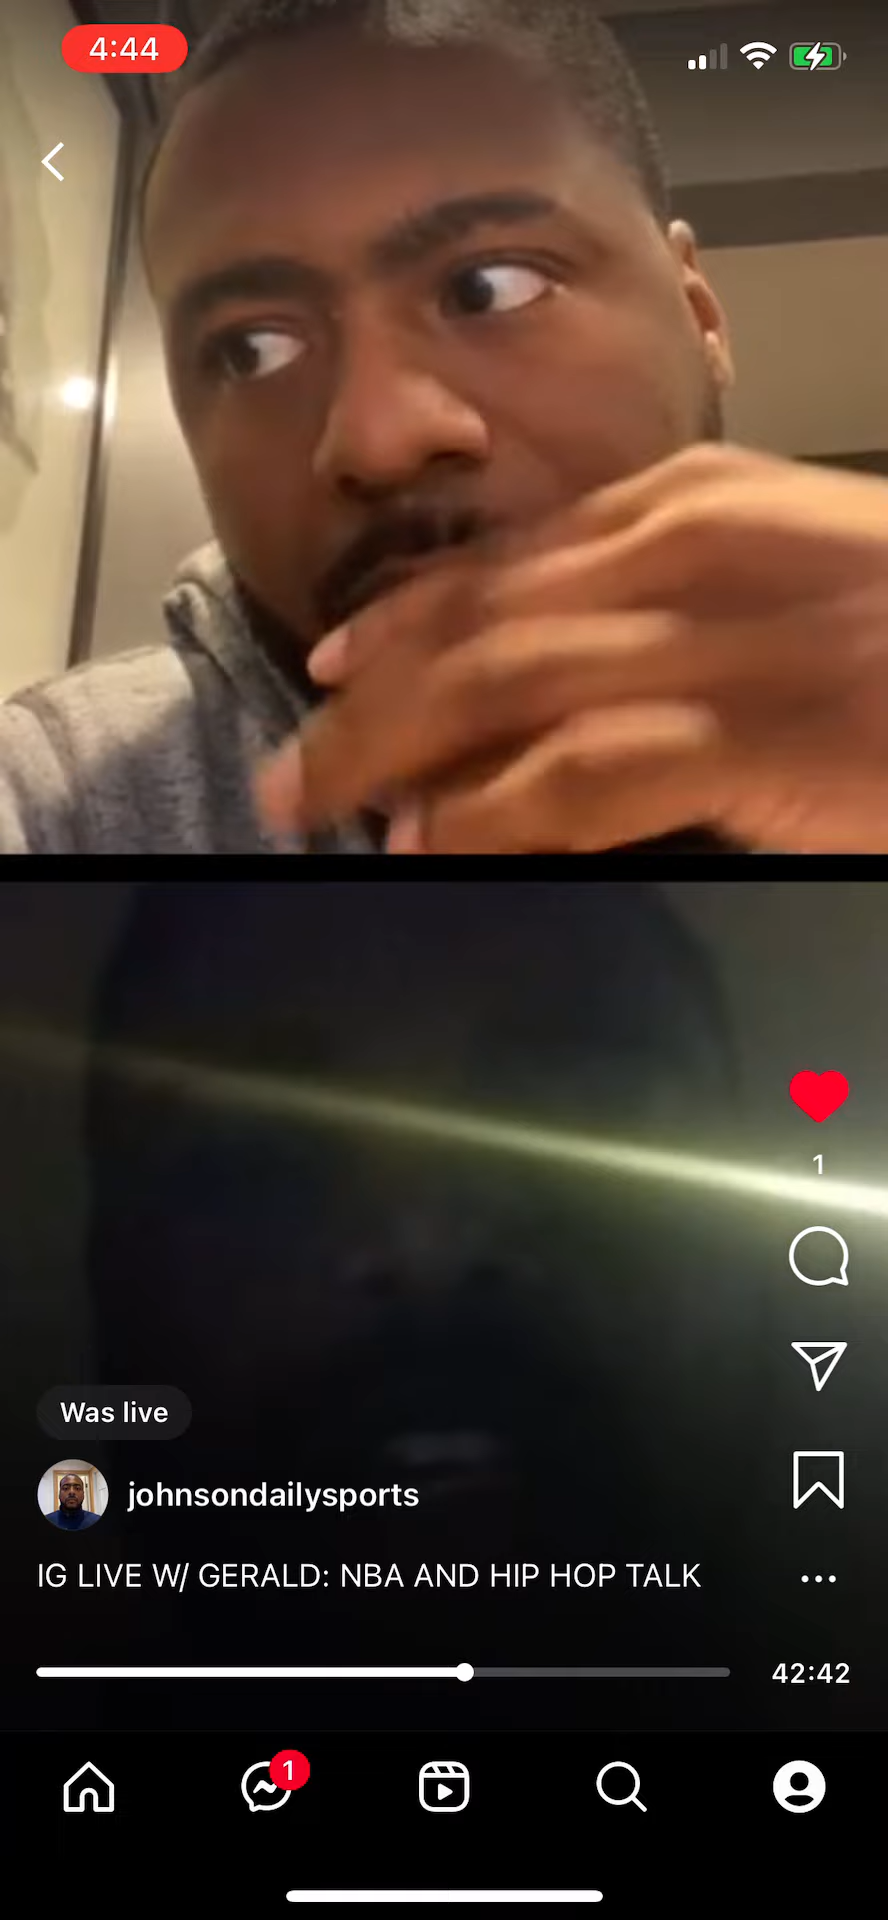 4:44
1
Was live
johnsondailysports
IG LIVE W/ GERALD: NBA AND HIP HOP TALK
42:42
1